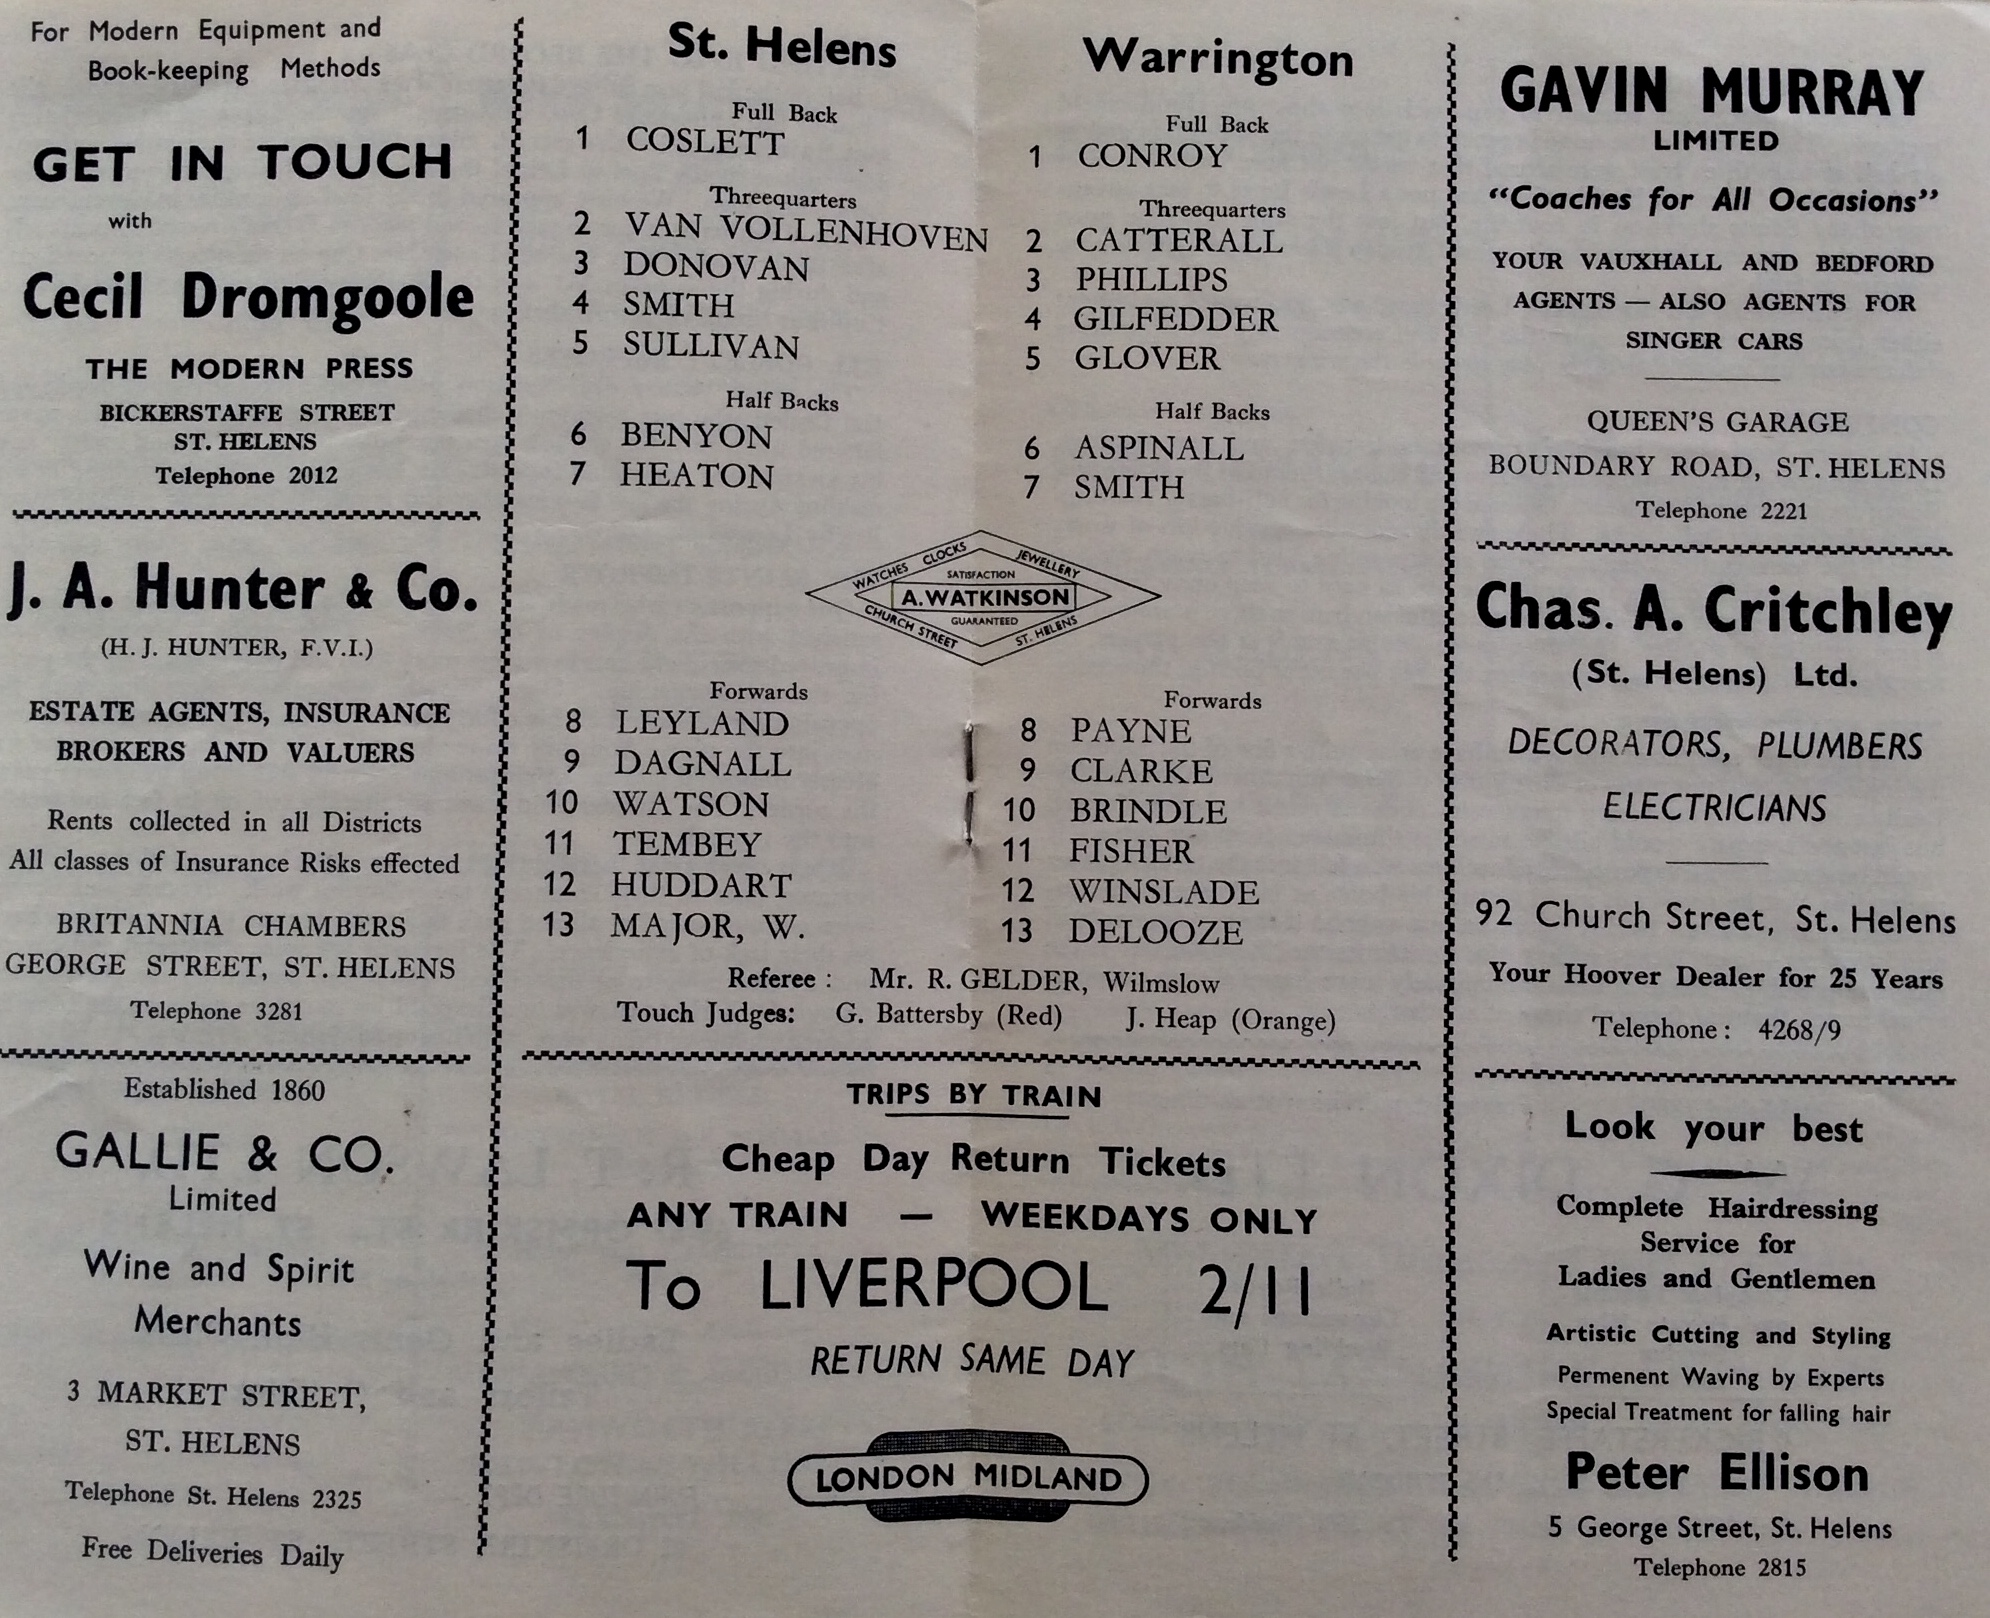 For Modern Equipment and
Book-keeping Methods
GET IN TOUCH
with
Cecil Dromgoole
THE MODERN PRESS
BICKERSTAFFE STREET
ST. HELENS
Telephone 2012
J. A. Hunter & Co.
(H. J. HUNTER, F.V.I.)
ESTATE AGENTS, INSURANCE
BROKERS AND VALUERS
Rents collected in all Districts
All classes of Insurance Risks effected
BRITANNIA CHAMBERS
GEORGE STREET, ST. HELENS
Telephone 3281
Established 1860
GALLIE & CO.
Limited
Wine and Spirit
Merchants
3 MARKET STREET,
ST. HELENS
Telephone St. Helens 2325
Free Deliveries Daily
St. Helens
Full Back
1 COSLETT
Threequarters
2 VAN VOLLENHOVEN
3 DONOVAN
4 SMITH
5 SULLIVAN
Half Backs
6 BENYON
7 HEATON
Warrington
Full Back
1 CONROY
Threequarters
2 CATTERALL
3 PHILLIPS
4 GILFEDDER
5 GLOVER
Half Backs
6 ASPINALL
7 SMITH
WATCHES CLOCKS JEWELLERY
SATISFACTION
A. WATKINSON
GUARANTEED
CHURCH STREET ST. HELENS
Forwards
8 LEYLAND
9 DAGNALL
10 WATSON
11 TEMBEY
12 HUDDART
13 MAJOR, W.
Forwards
8 PAYNE
9 CLARKE
10 BRINDLE
11 FISHER
12 WINSLADE
13 DELOOZE
Referee : Mr. R. GELDER, Wilmslow
Touch Judges: G. Battersby (Red) J. Heap (Orange)
TRIPS BY TRAIN
Cheap Day Return Tickets
ANY TRAIN — WEEKDAYS ONLY
To LIVERPOOL 2/11
RETURN SAME DAY
LONDON MIDLAND
GAVIN MURRAY
LIMITED
"Coaches for All Occasions"
YOUR VAUXHALL AND BEDFORD
AGENTS — ALSO AGENTS FOR
SINGER CARS
QUEEN'S GARAGE
BOUNDARY ROAD, ST. HELENS
Telephone 2221
Chas. A. Critchley
(St. Helens) Ltd.
DECORATORS, PLUMBERS
ELECTRICIANS
92 Church Street, St. Helens
Your Hoover Dealer for 25 Years
Telephone : 4268/9
Look your best
Complete Hairdressing
Service for
Ladies and Gentlemen
Artistic Cutting and Styling
Permenent Waving by Experts
Special Treatment for falling hair
Peter Ellison
5 George Street, St. Helens
Telephone 2815